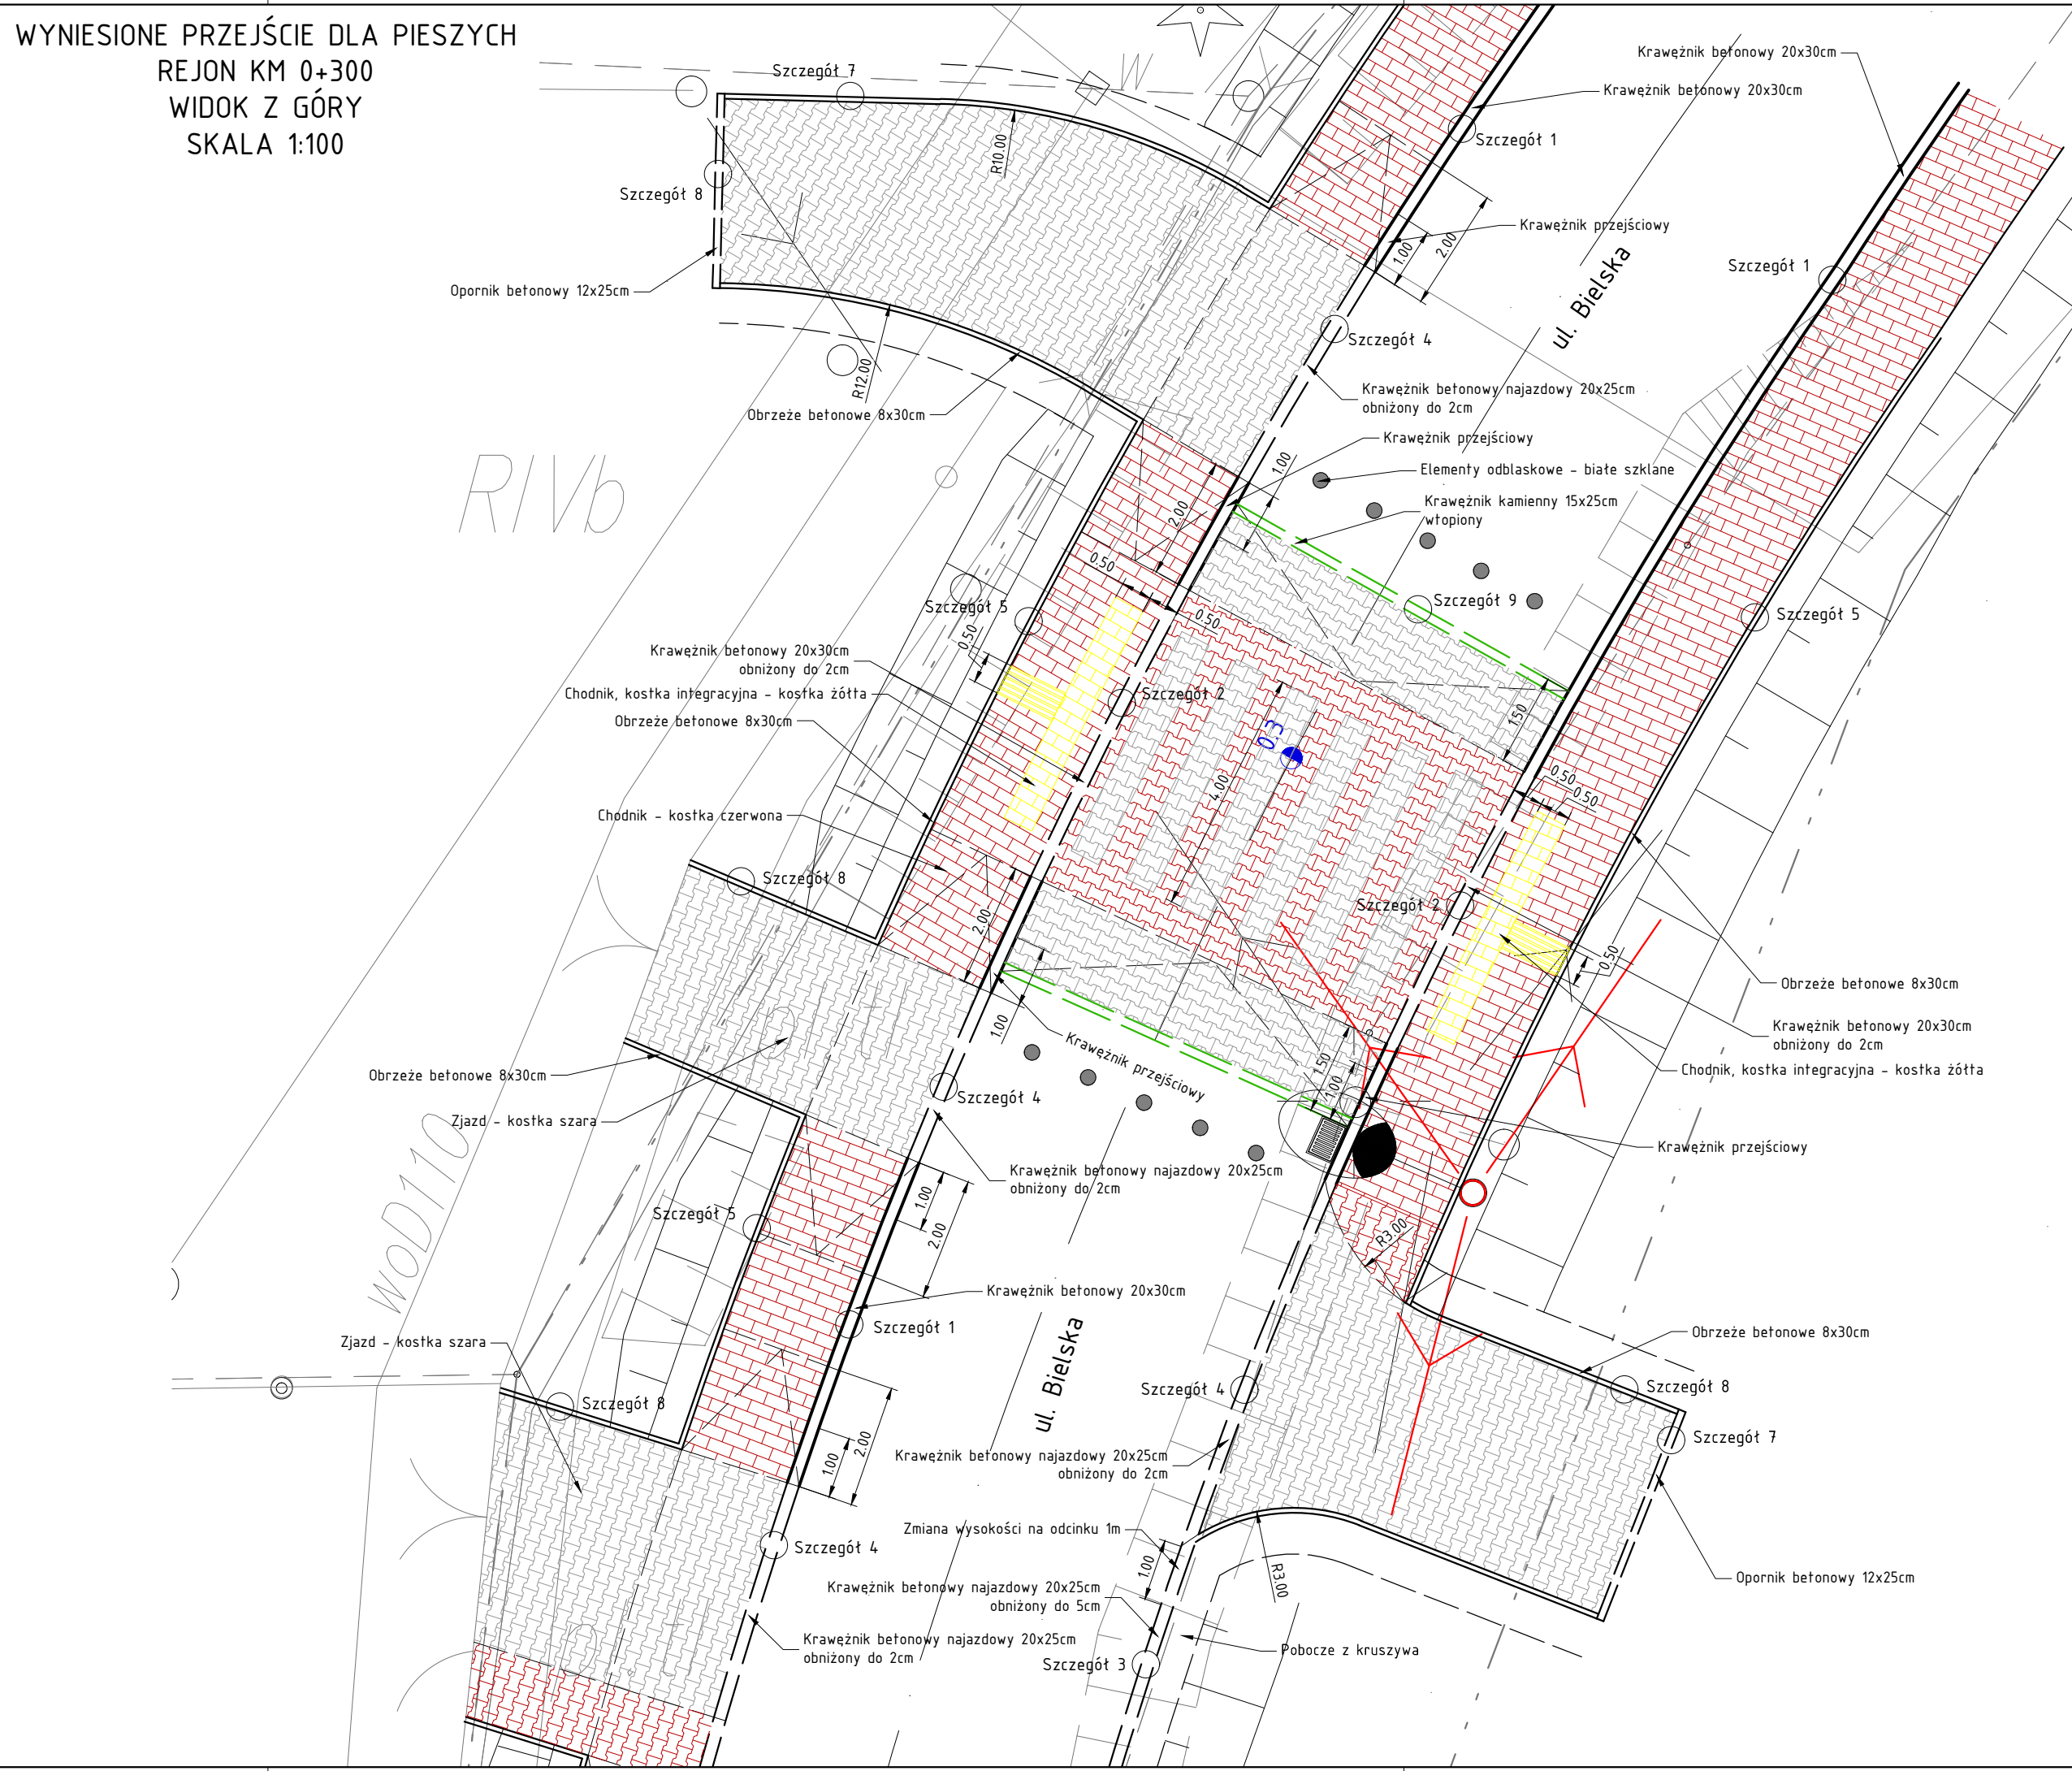 WYNIESIONE PRZEJŚCIE DLA PIESZYCH
REJON KM 0+300
WIDOK Z GÓRY
SKALA 1:100
Szczegół 7
Krawężnik betonowy 20x30cm
Krawężnik betonowy 20x30cm
Szczegół 1
R10.00
Szczegół 8
Krawężnik przejściowy
1.00
2.00
ul. Bielska
Szczegół 1
Opornik betonowy 12x25cm
Szczegół 4
R12.00
Krawężnik betonowy najazdowy 20x25cm
obniżony do 2cm
Obrzeże betonowe 8x30cm
Krawężnik przejściowy
1.00
Elementy odblaskowe - białe szklane
RIVb
Krawężnik kamienny 15x25cm
wtopiony
2.00
0.50
Szczegół 5
Szczegół 9
0.50
Szczegół 5
0.50
Krawężnik betonowy 20x30cm
obniżony do 2cm
Chodnik, kostka integracyjna - kostka żółta
Szczegół 2
Obrzeże betonowe 8x30cm
1.50
0.3
4.00
0.50
0.50
Chodnik - kostka czerwona
Szczegół 8
Szczegół 2
2.00
0.50
Obrzeże betonowe 8x30cm
1.00
Krawężnik betonowy 20x30cm
obniżony do 2cm
Krawężnik przejściowy
1.50
1.00
Chodnik, kostka integracyjna - kostka żółta
Obrzeże betonowe 8x30cm
Szczegół 4
Zjazd - kostka szara
WoD110
Krawężnik przejściowy
Krawężnik betonowy najazdowy 20x25cm
obniżony do 2cm
1.00
2.00
Szczegół 5
R3.00
Krawężnik betonowy 20x30cm
Szczegół 1
Obrzeże betonowe 8x30cm
Zjazd - kostka szara
ul. Bielska
Szczegół 4
Szczegół 8
Szczegół 8
Szczegół 7
2.00
1.00
Krawężnik betonowy najazdowy 20x25cm
obniżony do 2cm
Zmiana wysokości na odcinku 1m
Szczegół 4
1.00
R3.00
Opornik betonowy 12x25cm
Krawężnik betonowy najazdowy 20x25cm
obniżony do 5cm
Krawężnik betonowy najazdowy 20x25cm
obniżony do 2cm
Pobocze z kruszywa
Szczegół 3